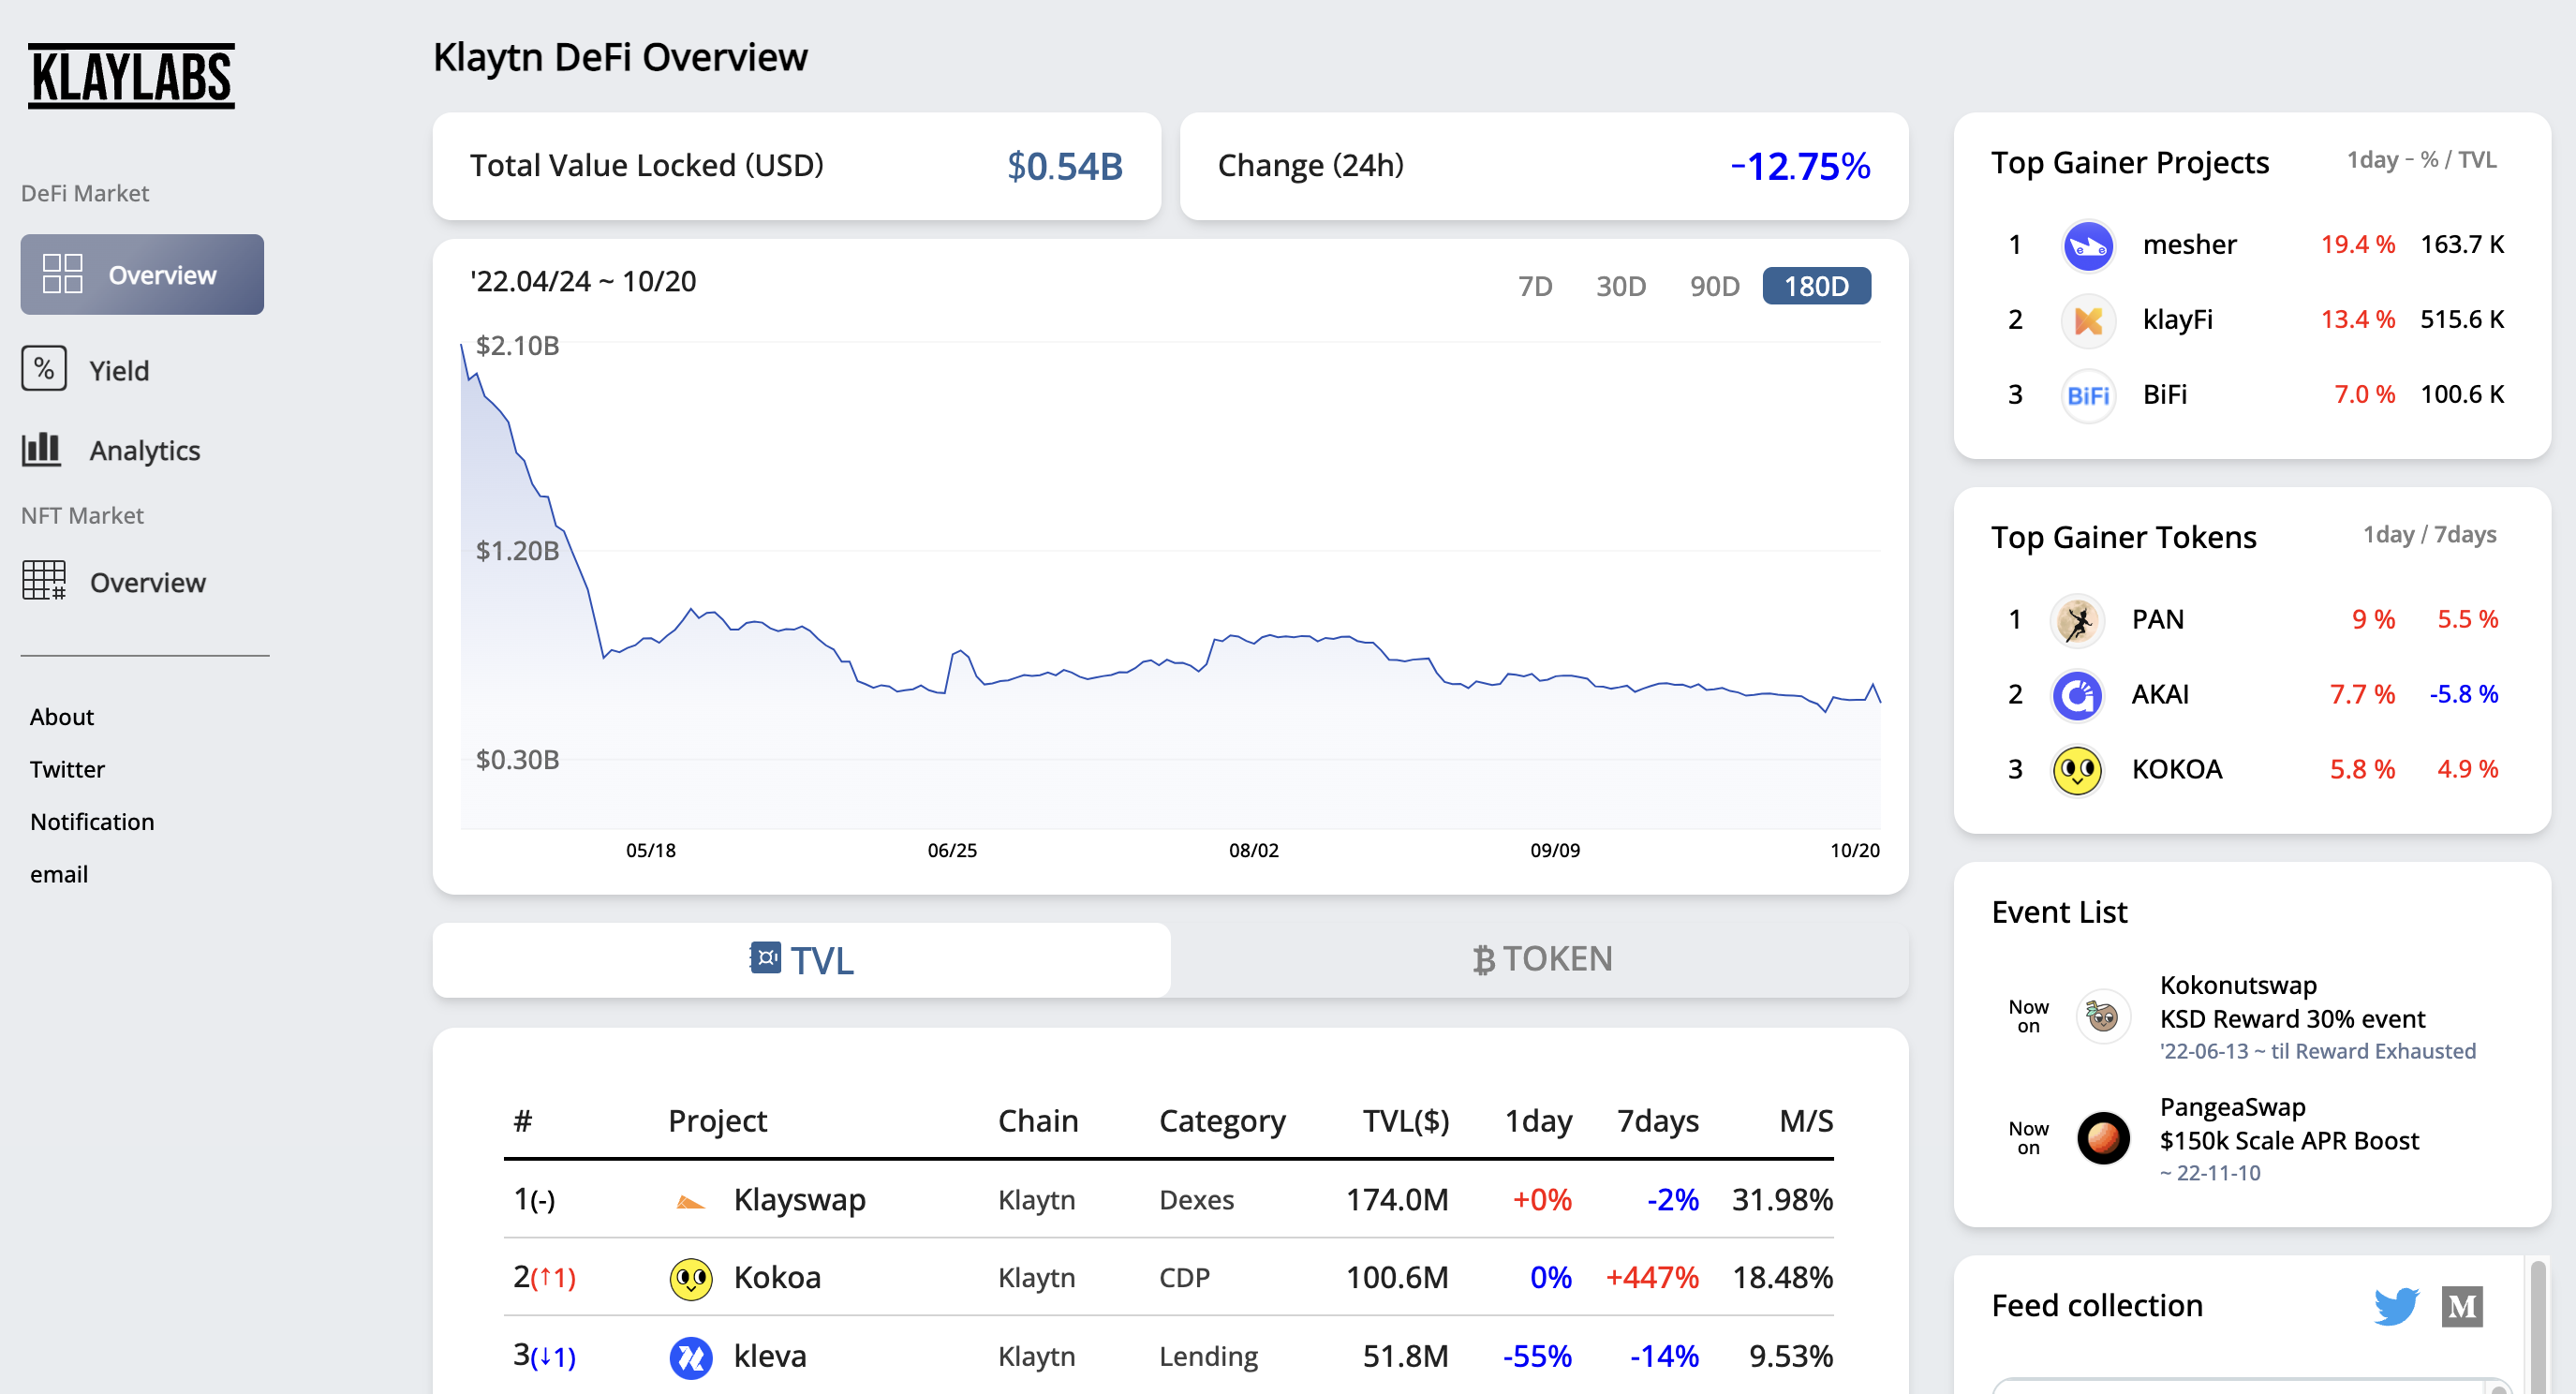 KLAYLABS
DeFi Market
Overview
% Yield
Analytics
NFT Market
Overview
About
Twitter
Notification
email
Klaytn DeFi Overview
Total Value Locked (USD) $0.54B
Change (24h) -12.75%
'22.04/24 ~ 10/20
7D 30D 90D 180D
$2.10B
$1.20B
$0.30B
05/18 06/25 08/02 09/09 10/20
TVL
TOKEN
# Project Chain Category TVL($) 1day 7days M/S
1(-) Klayswap Klaytn Dexes 174.0M +0% -2% 31.98%
2(↑1) Kokoa Klaytn CDP 100.6M 0% +447% 18.48%
3(↓1) kleva Klaytn Lending 51.8M -55% -14% 9.53%
Top Gainer Projects 1day - % / TVL
1 mesher 19.4 % 163.7 K
2 klayFi 13.4 % 515.6 K
3 BiFi BiFi 7.0 % 100.6 K
Top Gainer Tokens 1day / 7days
1 PAN 9 % 5.5 %
2 AKAI 7.7 % -5.8 %
3 KOKOA 5.8 % 4.9 %
Event List
Now on
Kokonutswap
KSD Reward 30% event
'22-06-13 ~ til Reward Exhausted
Now on
PangeaSwap
$150k Scale APR Boost
~ 22-11-10
Feed collection M